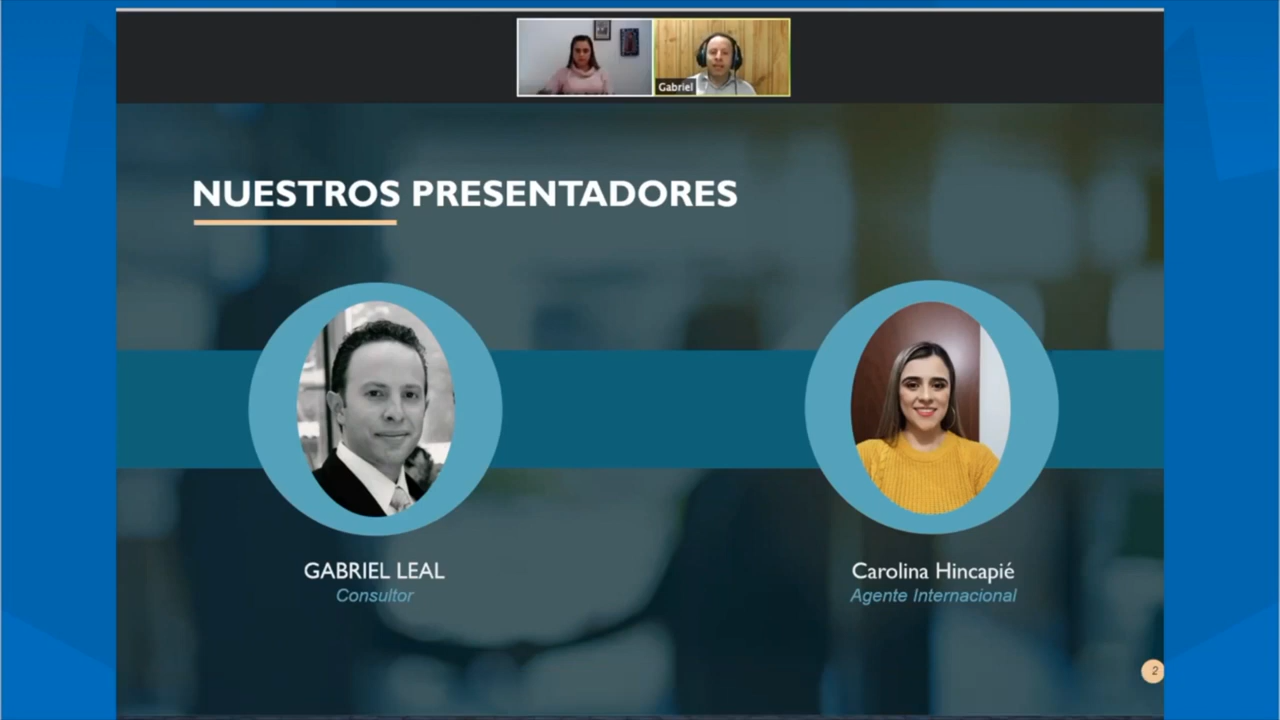 Gabriel
NUESTROS PRESENTADORES
GABRIEL LEAL
Consultor
Carolina Hincapié
Agente Internacional
2